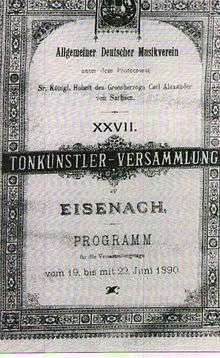 Allgemeiner Deutscher Musikverein
unter dem Protectorat
Sr. Königl. Hoheit des Grossherzogs Carl Alexander
von Sachsen.
XXVII.
TONKÜNSTLER-VERSAMMLUNG
EISENACH,
PROGRAMM
für die Versammlungstage
vom 19. bis mit 22. Juni 1890.